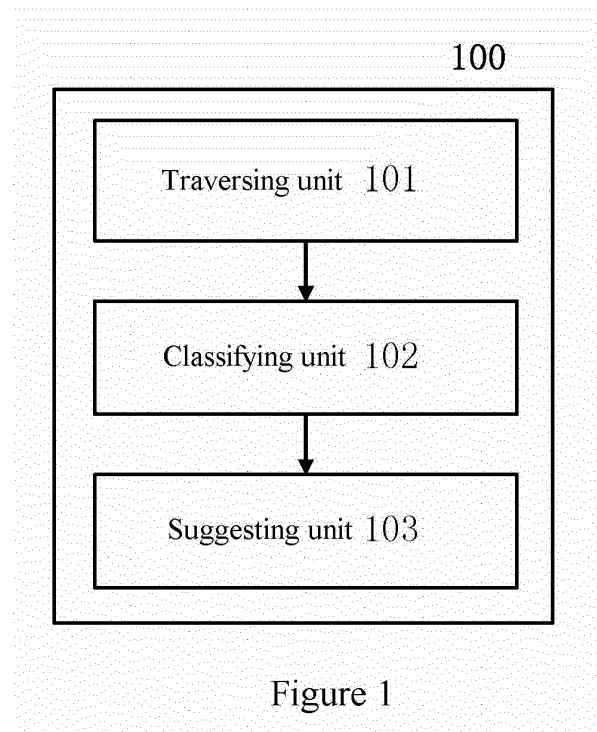 100
Traversing unit 101
Classifying unit 102
Suggesting unit 103
Figure 1